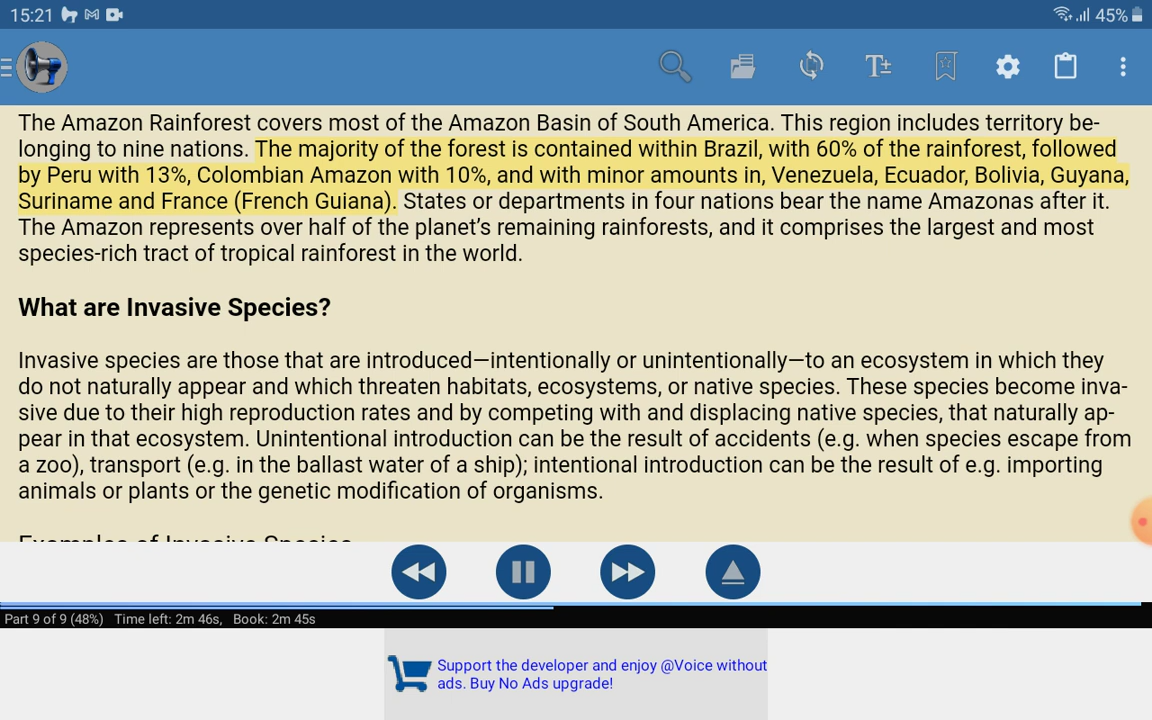 15:21
45%
The Amazon Rainforest covers most of the Amazon Basin of South America. This region includes territory be-
longing to nine nations. The majority of the forest is contained within Brazil, with 60% of the rainforest, followed
by Peru with 13%, Colombian Amazon with 10%, and with minor amounts in, Venezuela, Ecuador, Bolivia, Guyana,
Suriname and France (French Guiana). States or departments in four nations bear the name Amazonas after it.
The Amazon represents over half of the planet’s remaining rainforests, and it comprises the largest and most
species-rich tract of tropical rainforest in the world.
What are Invasive Species?
Invasive species are those that are introduced—intentionally or unintentionally—to an ecosystem in which they
do not naturally appear and which threaten habitats, ecosystems, or native species. These species become inva-
sive due to their high reproduction rates and by competing with and displacing native species, that naturally ap-
pear in that ecosystem. Unintentional introduction can be the result of accidents (e.g. when species escape from
a zoo), transport (e.g. in the ballast water of a ship); intentional introduction can be the result of e.g. importing
animals or plants or the genetic modification of organisms.
Examples of Invasive Species
Part 9 of 9 (48%) Time left: 2m 46s, Book: 2m 45s
Support the developer and enjoy @Voice without
ads. Buy No Ads upgrade!